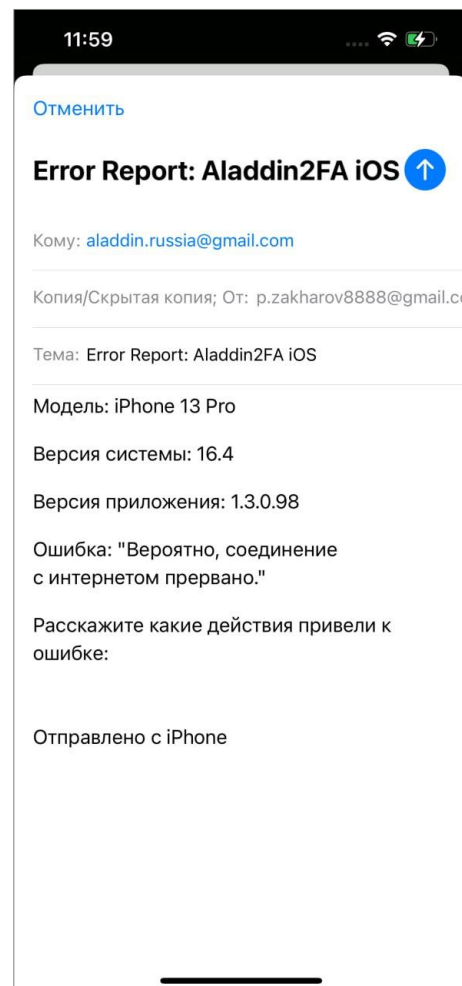 11:59
Отменить
Error Report: Aladdin2FA iOS
Кому: aladdin.russia@gmail.com
Копия/Скрытая копия; От: p.zakharov8888@gmail.c
Тема: Error Report: Aladdin2FA iOS
Модель: iPhone 13 Pro
Версия системы: 16.4
Версия приложения: 1.3.0.98
Ошибка: "Вероятно, соединение
с интернетом прервано."
Расскажите какие действия привели к
ошибке:
Отправлено с iPhone